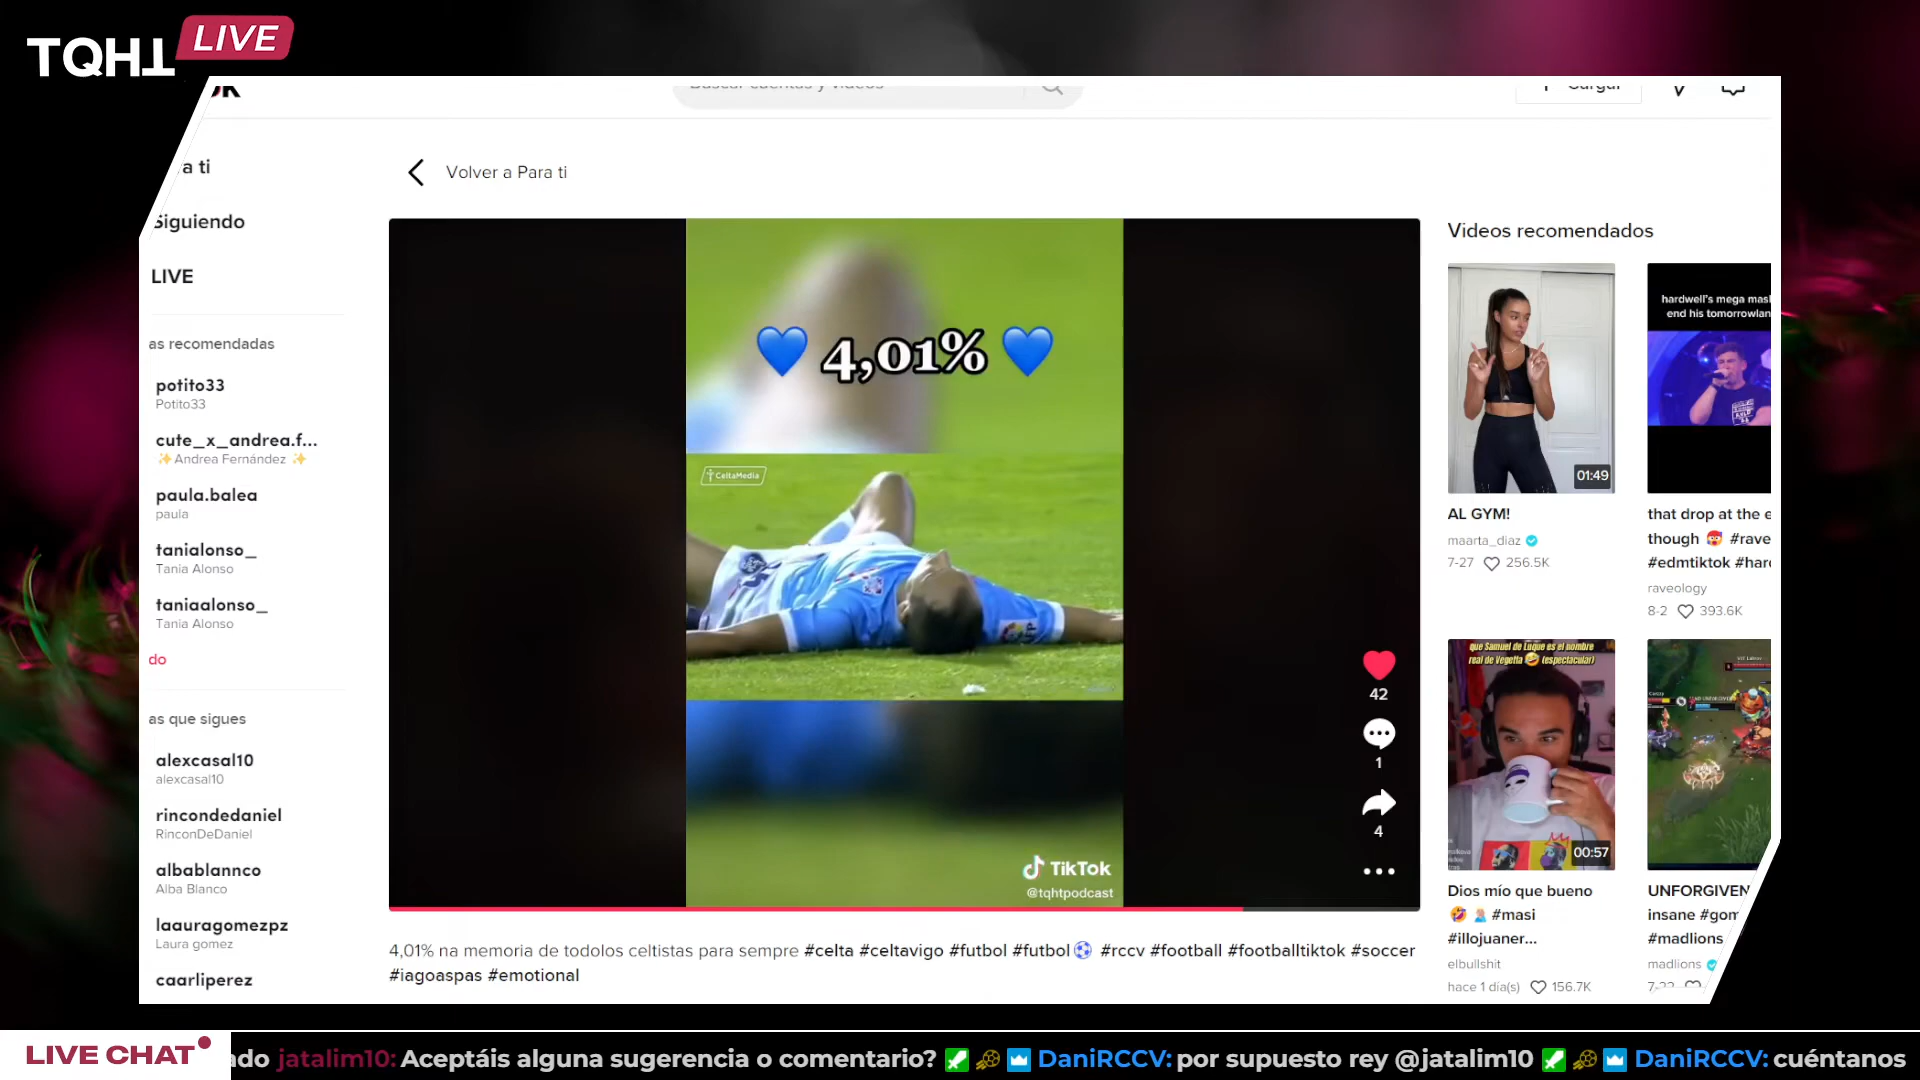 TQHT LIVE
Buscar cuentas y videos
Cargar
a ti
Siguiendo
LIVE
as recomendadas
potito33
Potito33
cute_x_andrea.f...
✨Andrea Fernández ✨
paula.balea
paula
tanialonso_
Tania Alonso
taniaalonso_
Tania Alonso
do
as que sigues
alexcasal10
alexcasal10
rincondedaniel
RinconDeDaniel
albablannco
Alba Blanco
laauragomezpz
Laura gomez
caarliperez
Volver a Para ti
💙 4,01% 💙
CeltaMedia
42
1
4
TikTok
@tqhtpodcast
4,01% na memoria de todolos celtistas para sempre #celta #celtavigo #futbol #futbol⚽ #rccv #football #footballtiktok #soccer
#iagoaspas #emotional
Videos recomendados
01:49
AL GYM!
maarta_diaz
7-27 256.5K
hardwell's mega mas
end his tomorrowlan
that drop at the e
though 🤯 #rave
#edmtiktok #har
raveology
8-2 393.6K
que Samuel de Luque es el nombre
real de Vegetta 🤣 (espectacular)
00:57
Dios mío que bueno
🤣 🤦🏼‍♂️ #masi
#illojuaner...
elbullshit
hace 1 día(s) 156.7K
UNFORGIVEN
insane #gom
#madlions
madlions
LIVE CHAT
ado jatalim10: Aceptáis alguna sugerencia o comentario? DaniRCCV: por supuesto rey @jatalim10 DaniRCCV: cuéntanos